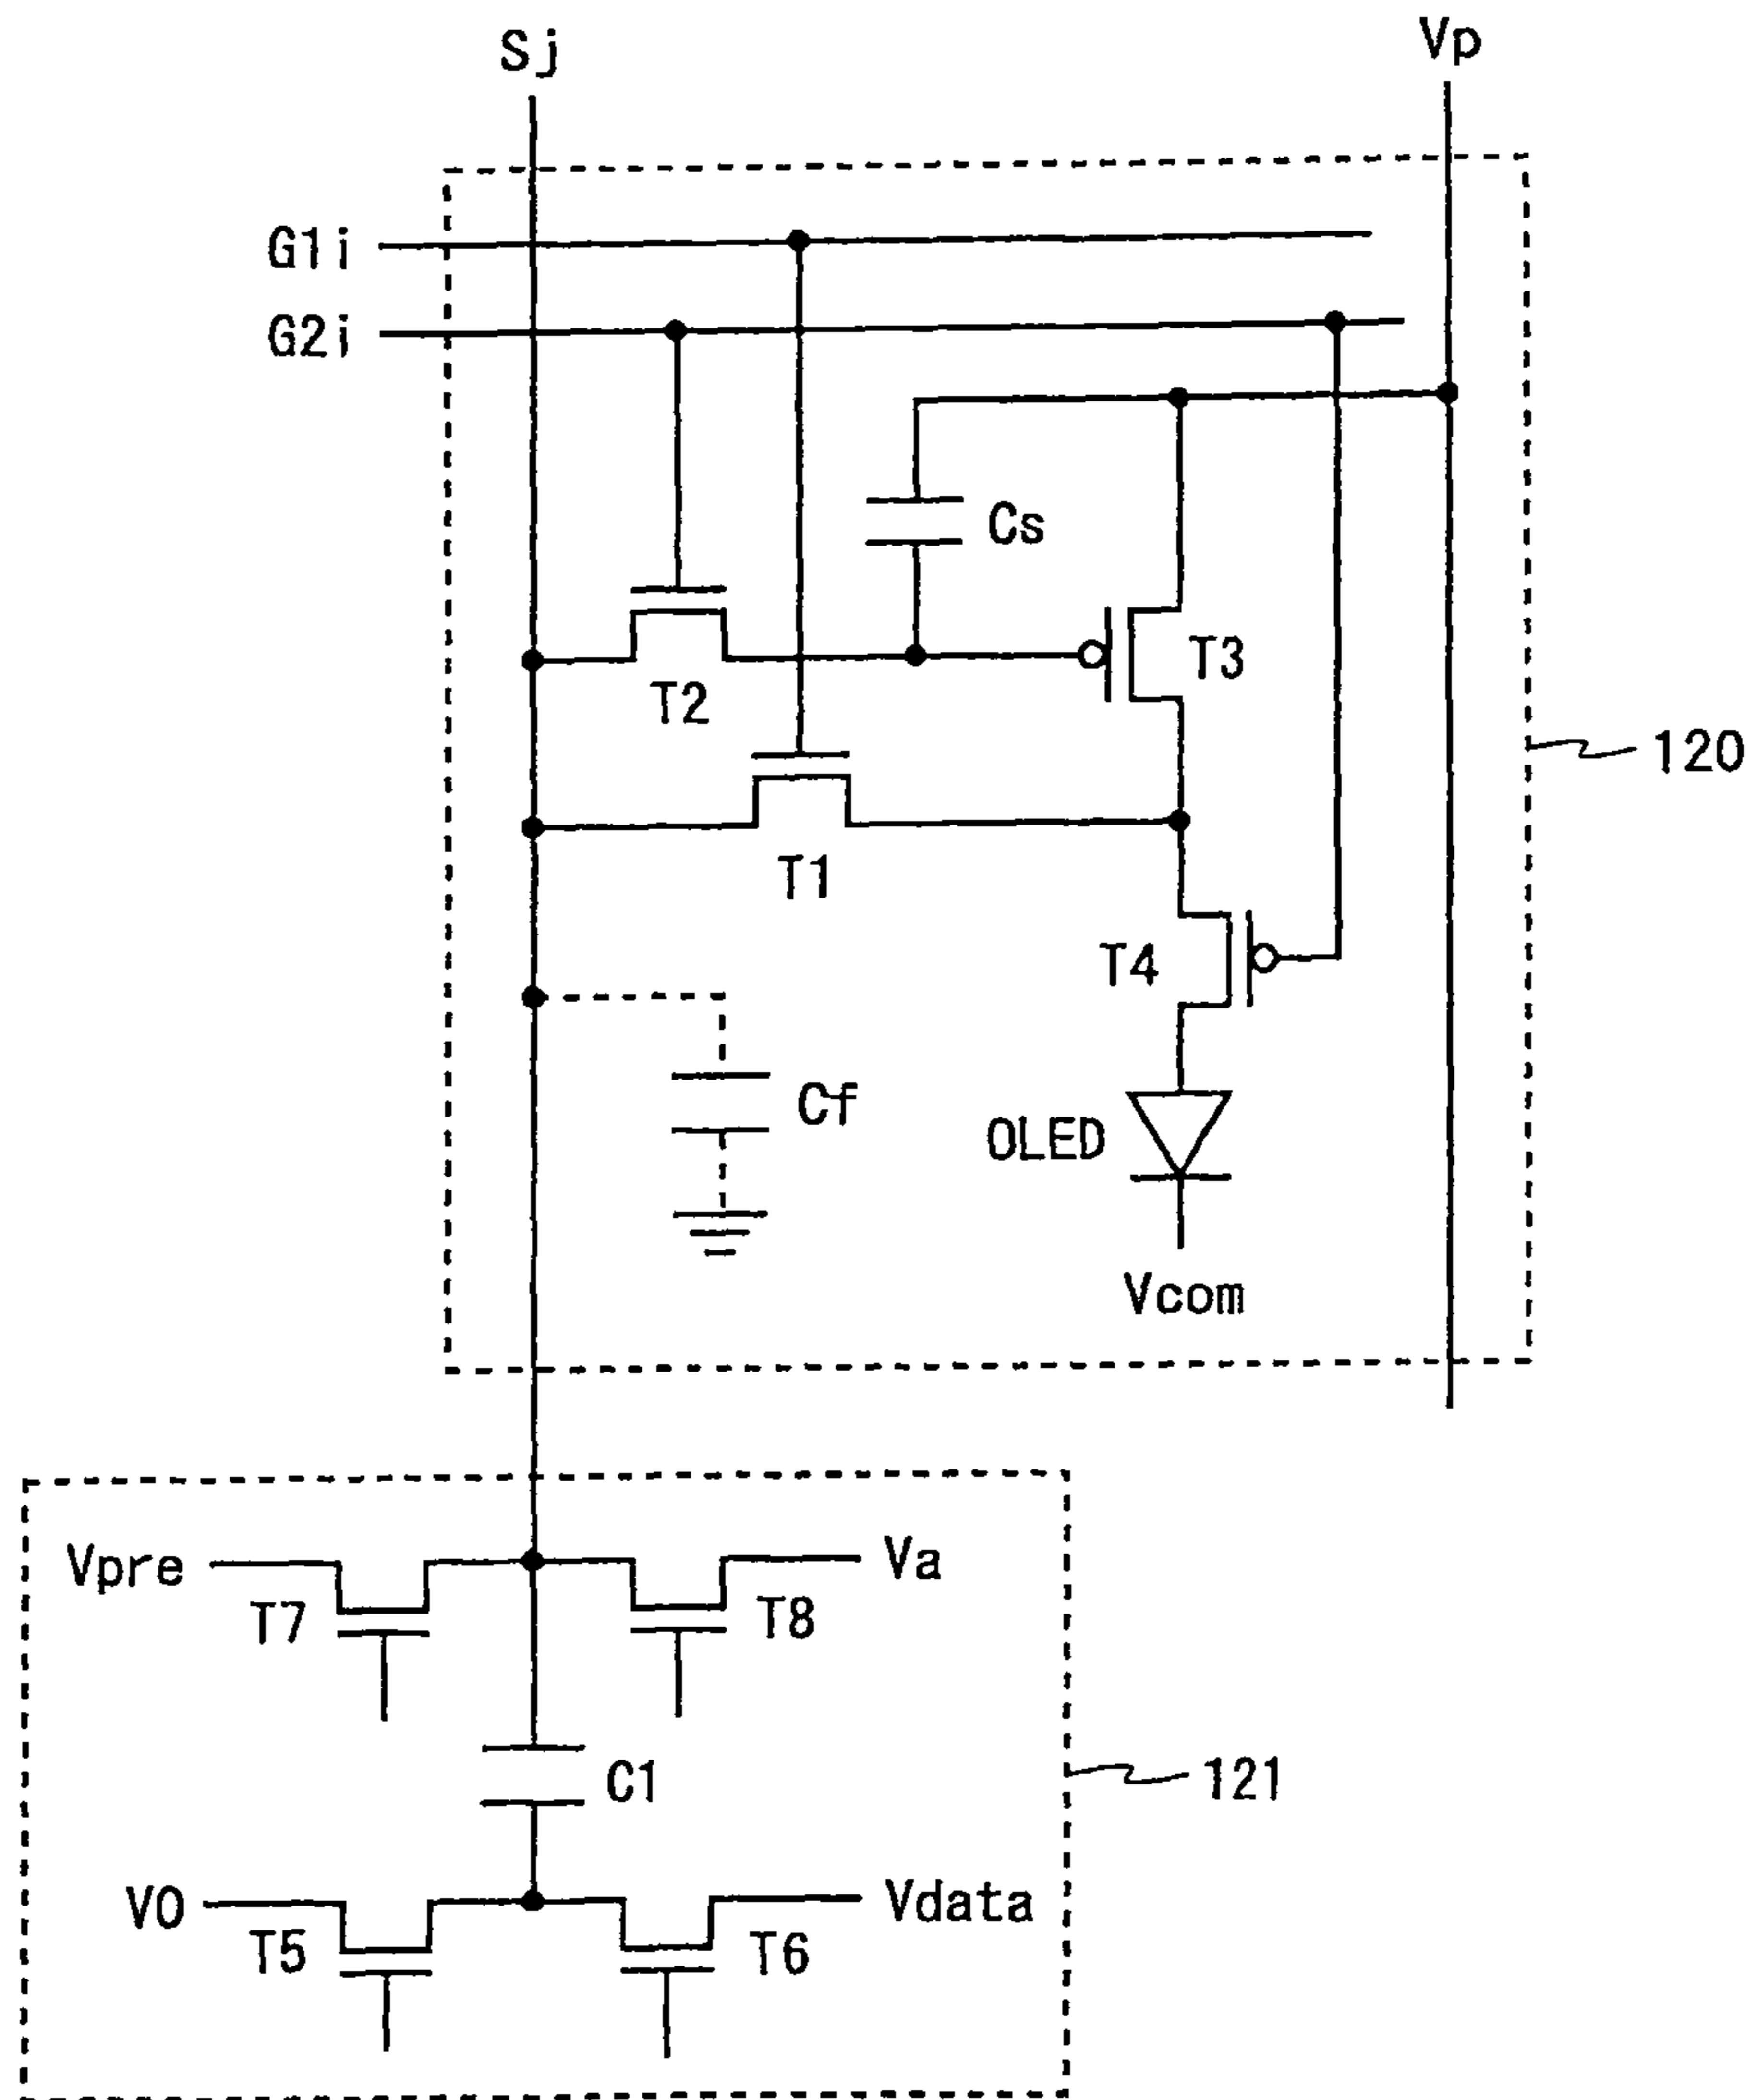 Sj
Vp
G1i
G2i
Cs
T3
T2
120
T1
T4
Cf
OLED
Vcom
Vpre
Va
T7
T8
C1
121
V0
Vdata
T5
T6